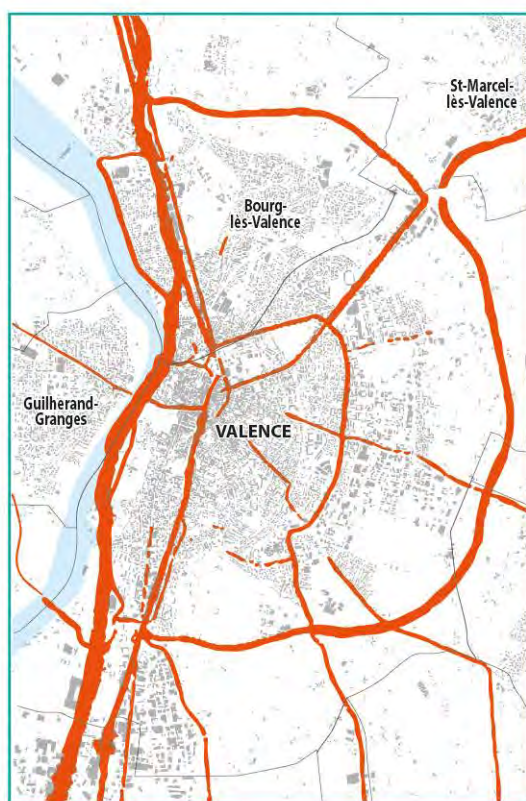 St-Marcel-
lès-Valence
Bourg-
lès-Valence
Guilherand-
Granges
VALENCE